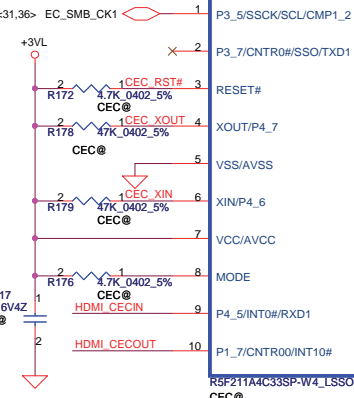 <31,36> EC_SMB_CK1 1 P3_5/SSCK/SCL/CMP1_2
+3VL
2 P3_7/CNTR0#/SSO/TXD1
2 1 CEC_RST# 3 RESET#
R172 4.7K_0402_5%
CEC@
2 1 CEC_XOUT 4 XOUT/P4_7
R178 47K_0402_5%
CEC@
5 VSS/AVSS
2 1 CEC_XIN 6 XIN/P4_6
R179 47K_0402_5%
CEC@
7 VCC/AVCC
2 1 8 MODE
R176 4.7K_0402_5%
CEC@
17 1
6V4Z
@
HDMI_CECIN 9 P4_5/INT0#/RXD1
2
HDMI_CECOUT 10 P1_7/CNTR00/INT10#
R5F211A4C33SP-W4_LSSO
CEC@